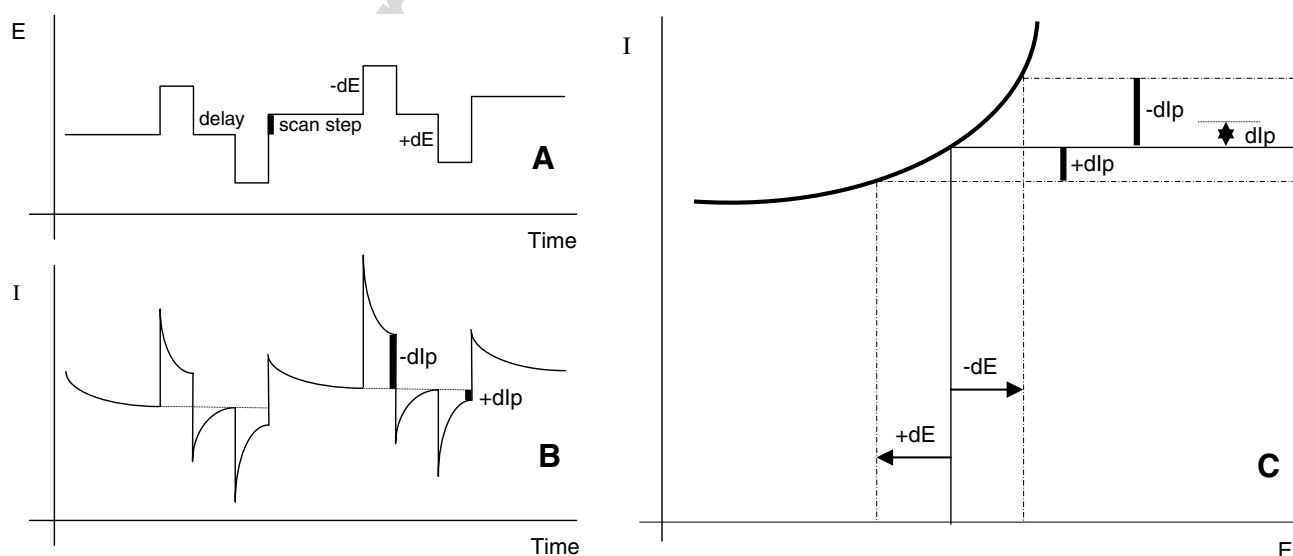 E
-dE
delay
scan step
+dE
A
Time
I
-dIp
+dIp
B
Time
I
-dIp
dIp
+dIp
-dE
+dE
C
E